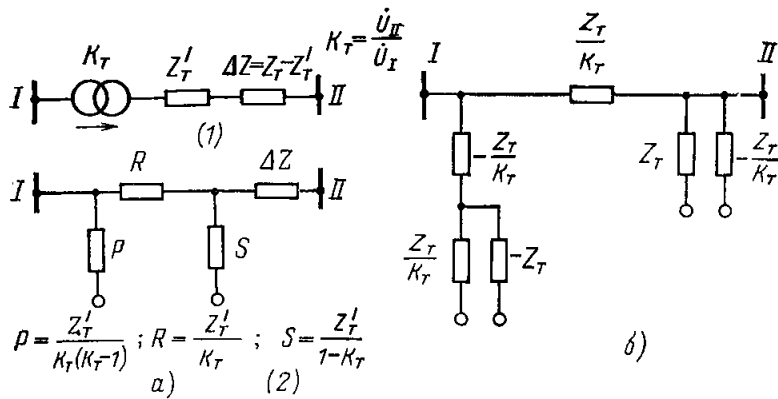 K_T Z'_T ΔZ=Z_T-Z'_T K_T = U̇_II / U̇_I
I II
(1)
R ΔZ
I II
P S
P = Z'_T / K_T(K_T-1) ; R = Z'_T / K_T ; S = Z'_T / 1-K_T
а) (2)
I Z_T / K_T II
-Z_T / K_T Z_T -Z_T / K_T
Z_T / K_T -Z_T
б)